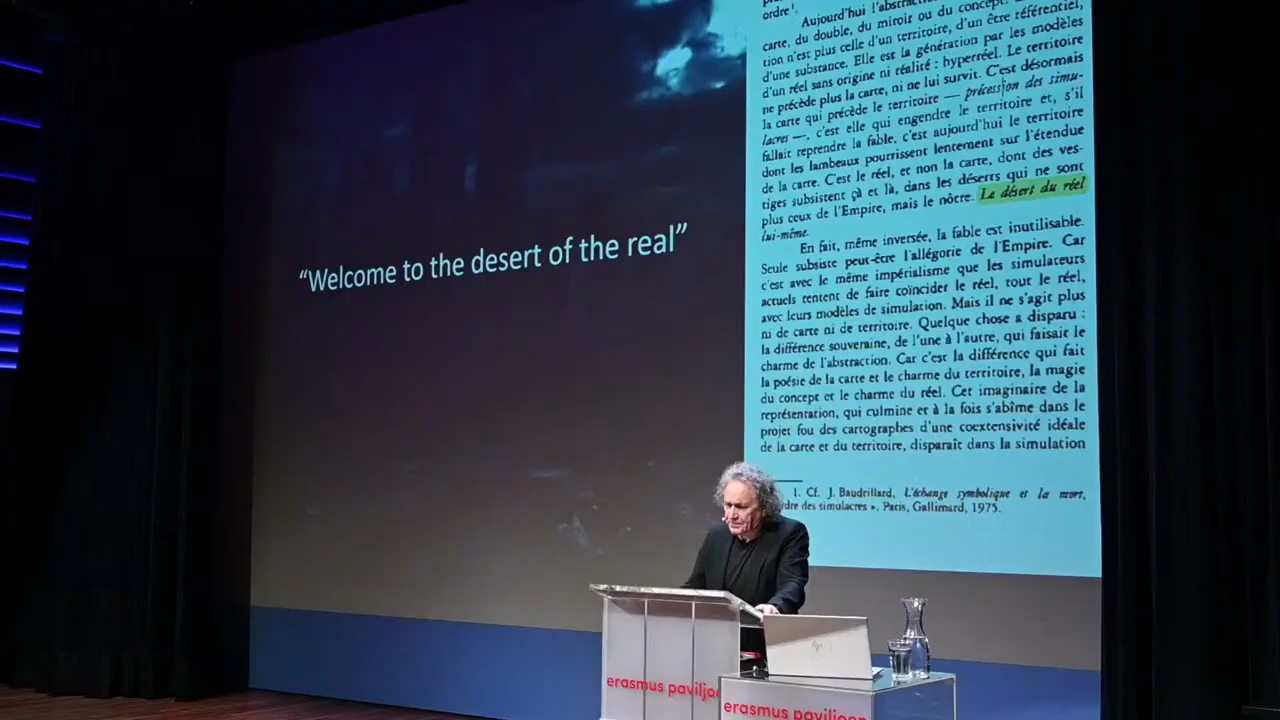 “Welcome to the desert of the real”
ordre¹.
Aujourd'hui l'abstraction
carte, du double, du miroir ou du concept.
tion n'est plus celle d'un territoire, d'un être référentiel,
d'une substance. Elle est la génération par les modèles
d'un réel sans origine ni réalité : hyperréel. Le territoire
ne précède plus la carte, ni ne lui survit. C'est désormais
la carte qui précède le territoire — précession des simu-
lacres —, c'est elle qui engendre le territoire et, s'il
fallait reprendre la fable, c'est aujourd'hui le territoire
dont les lambeaux pourrissent lentement sur l'étendue
de la carte. C'est le réel, et non la carte, dont des ves-
tiges subsistent çà et là, dans les déserts qui ne sont
plus ceux de l'Empire, mais le nôtre. Le désert du réel
lui-même.
En fait, même inversée, la fable est inutilisable.
Seule subsiste peut-être l'allégorie de l'Empire. Car
c'est avec le même impérialisme que les simulateurs
actuels tentent de faire coïncider le réel, tout le réel,
avec leurs modèles de simulation. Mais il ne s'agit plus
ni de carte ni de territoire. Quelque chose a disparu :
la différence souveraine, de l'une à l'autre, qui faisait le
charme de l'abstraction. Car c'est la différence qui fait
la poésie de la carte et le charme du territoire, la magie
du concept et le charme du réel. Cet imaginaire de la
représentation, qui culmine et à la fois s'abîme dans le
projet fou des cartographes d'une coextensivité idéale
de la carte et du territoire, disparaît dans la simulation
1. Cf. J. Baudrillard, L'échange symbolique et la mort,
rdre des simulacres », Paris, Gallimard, 1975.
hp
erasmus paviljo
erasmus paviljoen